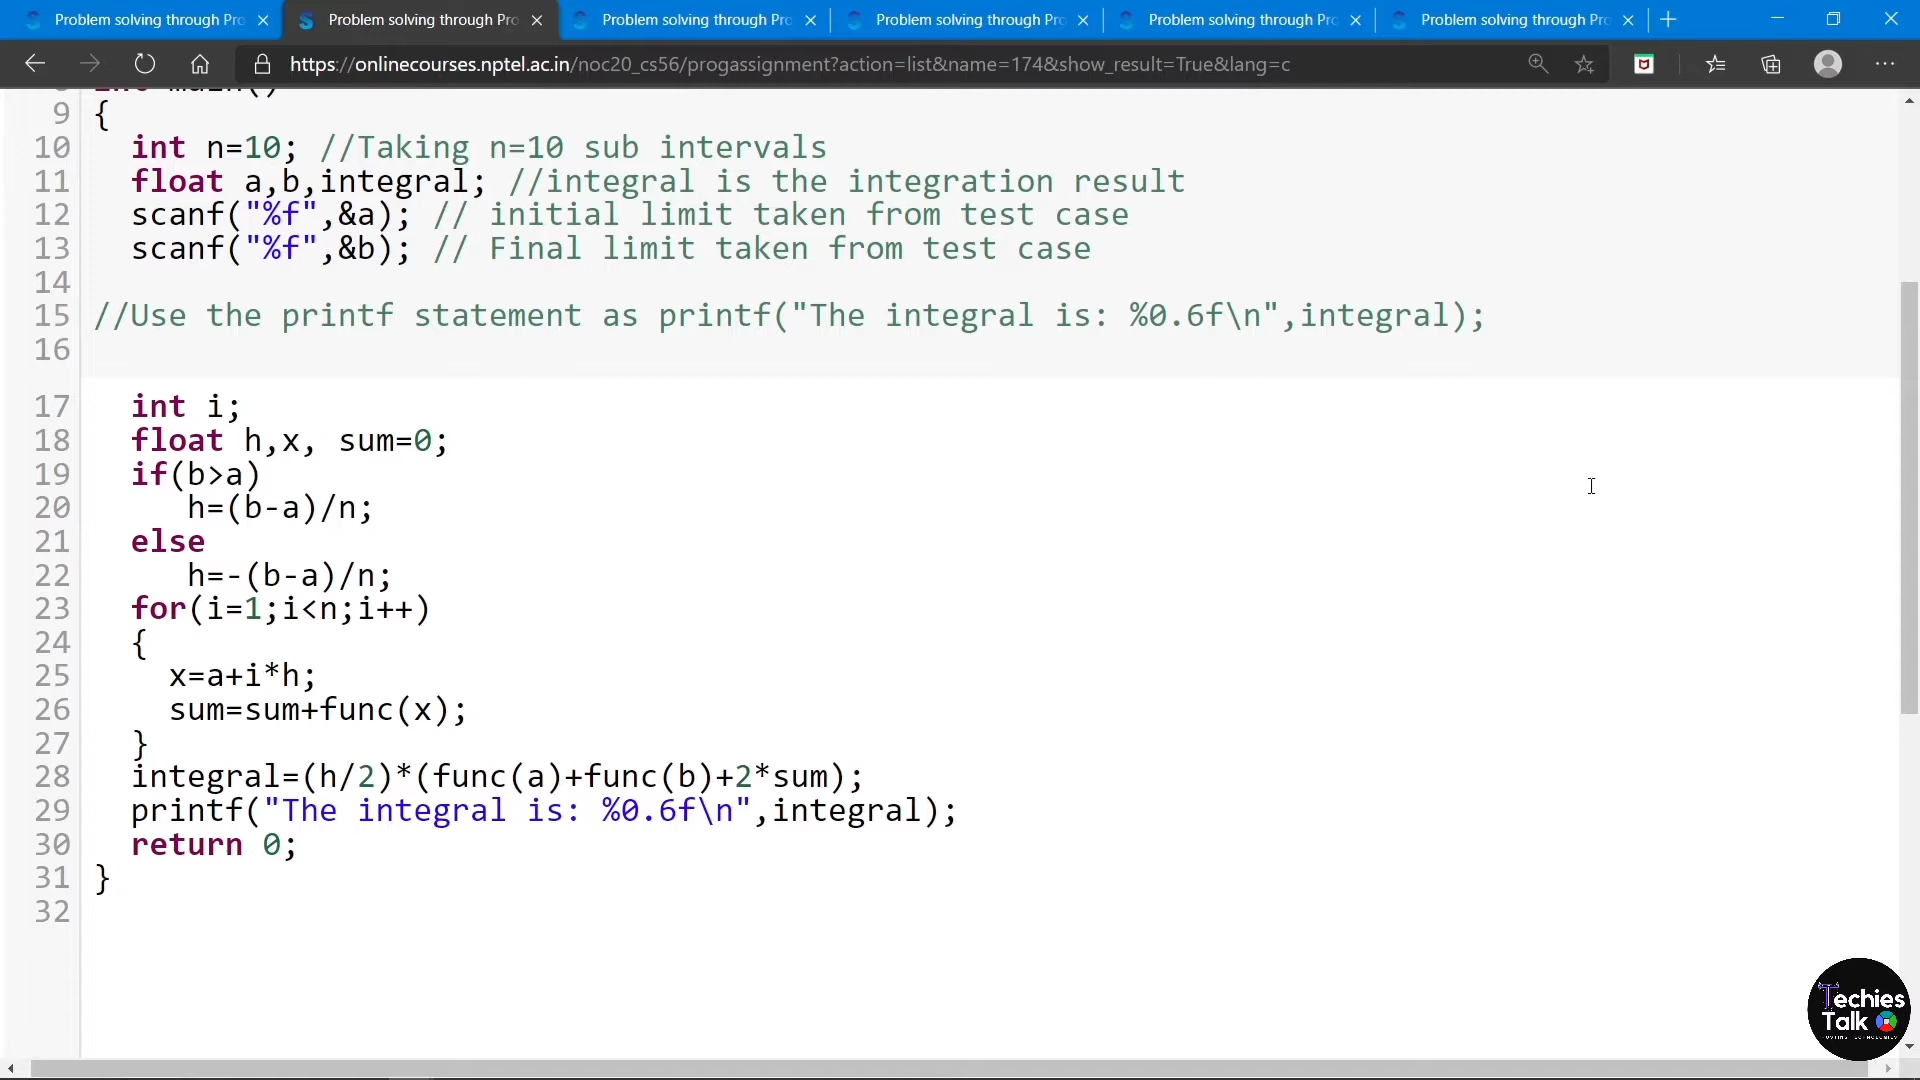 Problem solving through Pro
Problem solving through Pro
Problem solving through Pro
Problem solving through Pro
Problem solving through Pro
Problem solving through Pro
https://onlinecourses.nptel.ac.in/noc20_cs56/progassignment?action=list&name=174&show_result=True&lang=c
9 {
10 int n=10; //Taking n=10 sub intervals
11 float a,b,integral; //integral is the integration result
12 scanf("%f",&a); // initial limit taken from test case
13 scanf("%f",&b); // Final limit taken from test case
14
15 //Use the printf statement as printf("The integral is: %0.6f\n",integral);
16
17 int i;
18 float h,x, sum=0;
19 if(b>a)
20 h=(b-a)/n;
21 else
22 h=-(b-a)/n;
23 for(i=1;i<n;i++)
24 {
25 x=a+i*h;
26 sum=sum+func(x);
27 }
28 integral=(h/2)*(func(a)+func(b)+2*sum);
29 printf("The integral is: %0.6f\n",integral);
30 return 0;
31 }
32
Techies
Talk